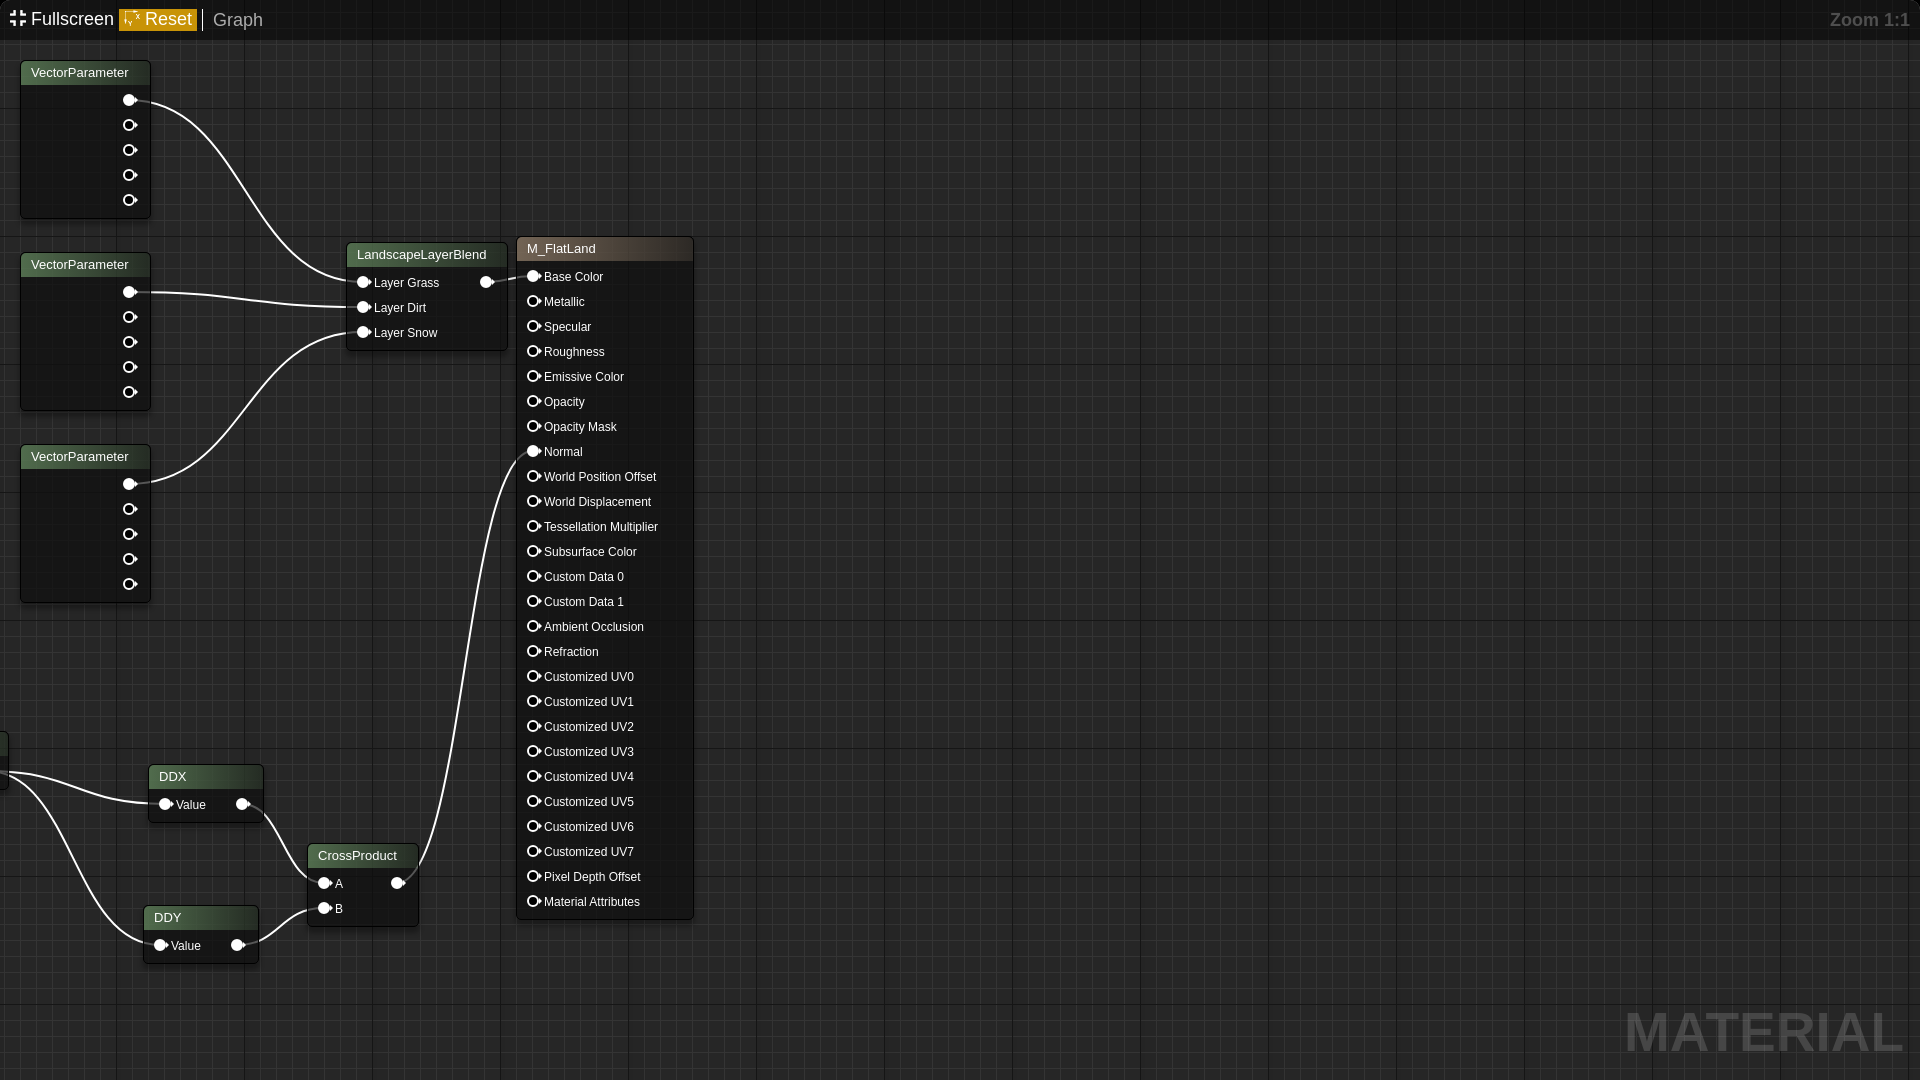 Fullscreen Reset Graph Zoom 1:1
VectorParameter
VectorParameter
VectorParameter
LandscapeLayerBlend
Layer Grass
Layer Dirt
Layer Snow
M_FlatLand
Base Color
Metallic
Specular
Roughness
Emissive Color
Opacity
Opacity Mask
Normal
World Position Offset
World Displacement
Tessellation Multiplier
Subsurface Color
Custom Data 0
Custom Data 1
Ambient Occlusion
Refraction
Customized UV0
Customized UV1
Customized UV2
Customized UV3
Customized UV4
Customized UV5
Customized UV6
Customized UV7
Pixel Depth Offset
Material Attributes
DDX
Value
CrossProduct
A
B
DDY
Value
MATERIAL